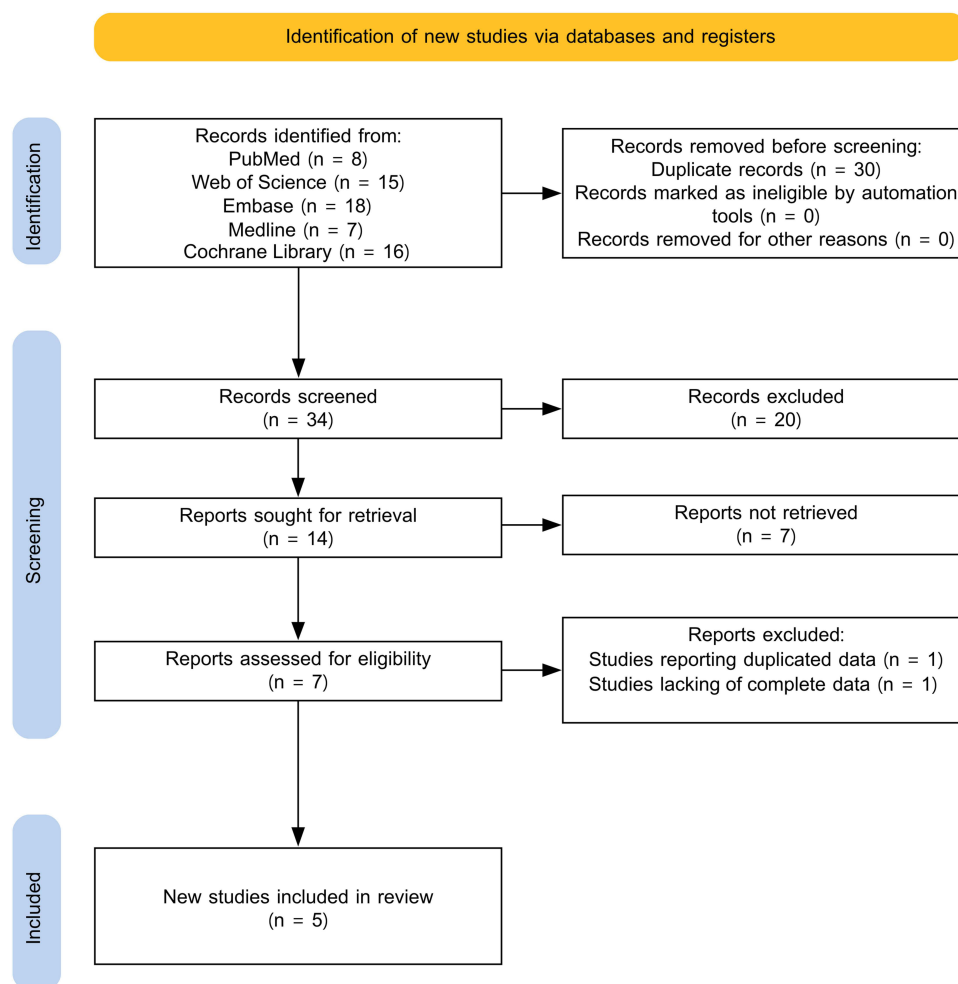 Identification of new studies via databases and registers
Identification
Records identified from:
PubMed (n = 8)
Web of Science (n = 15)
Embase (n = 18)
Medline (n = 7)
Cochrane Library (n = 16)
Records removed before screening:
Duplicate records (n = 30)
Records marked as ineligible by automation
tools (n = 0)
Records removed for other reasons (n = 0)
Screening
Records screened
(n = 34)
Records excluded
(n = 20)
Reports sought for retrieval
(n = 14)
Reports not retrieved
(n = 7)
Reports assessed for eligibility
(n = 7)
Reports excluded:
Studies reporting duplicated data (n = 1)
Studies lacking of complete data (n = 1)
Included
New studies included in review
(n = 5)